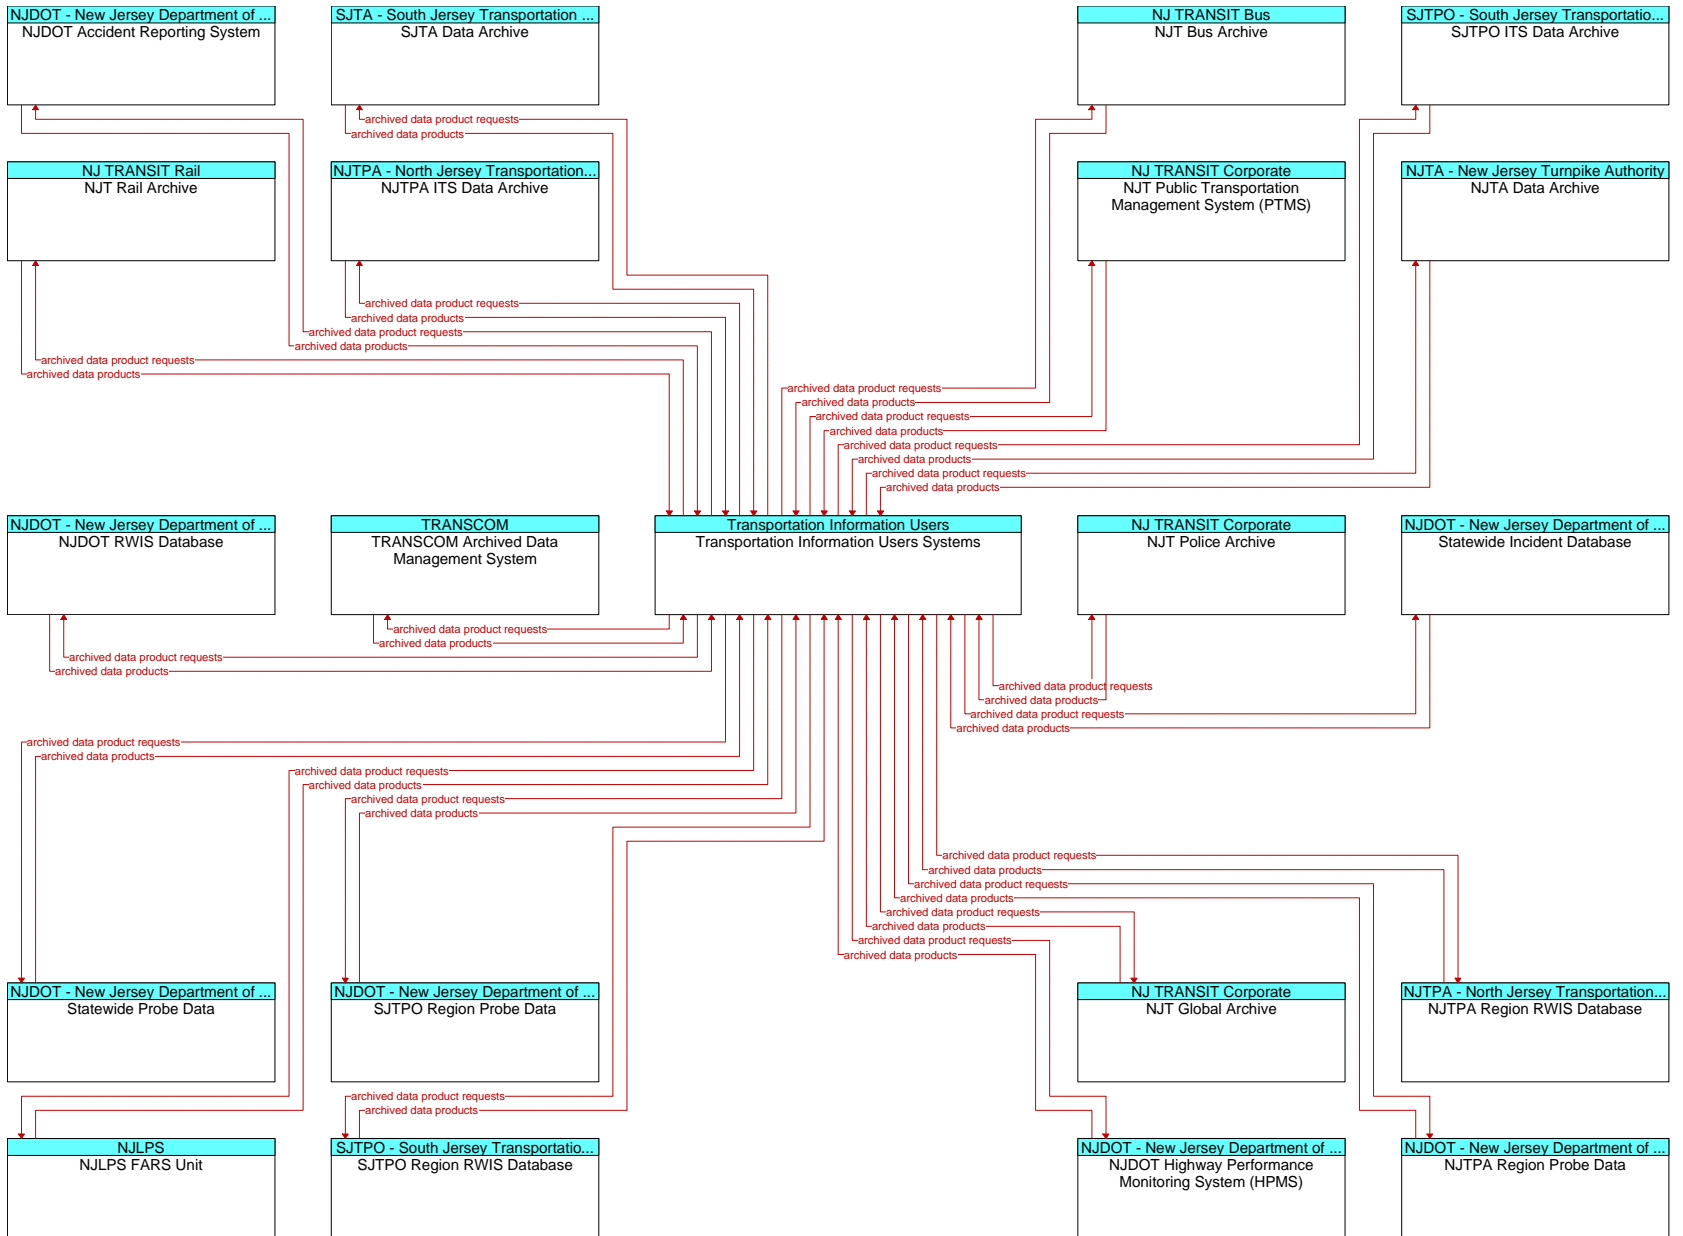 NJDOT - New Jersey Department of ...
NJDOT Accident Reporting System
SJTA - South Jersey Transportation ...
SJTA Data Archive
NJ TRANSIT Bus
NJT Bus Archive
SJTPO - South Jersey Transportatio...
SJTPO ITS Data Archive
archived data product requests
archived data products
NJ TRANSIT Rail
NJT Rail Archive
NJTPA - North Jersey Transportation...
NJTPA ITS Data Archive
NJ TRANSIT Corporate
NJT Public Transportation
Management System (PTMS)
NJTA - New Jersey Turnpike Authority
NJTA Data Archive
archived data product requests
archived data products
archived data product requests
archived data products
archived data product requests
archived data products
archived data product requests
archived data products
archived data product requests
archived data products
archived data product requests
archived data products
archived data product requests
archived data products
NJDOT - New Jersey Department of ...
NJDOT RWIS Database
TRANSCOM
TRANSCOM Archived Data
Management System
Transportation Information Users
Transportation Information Users Systems
NJ TRANSIT Corporate
NJT Police Archive
NJDOT - New Jersey Department of ...
Statewide Incident Database
archived data product requests
archived data products
archived data product requests
archived data products
archived data product requests
archived data products
archived data product requests
archived data products
archived data product requests
archived data products
archived data product requests
archived data products
archived data product requests
archived data products
archived data product requests
archived data products
archived data product requests
archived data products
archived data product requests
archived data products
archived data product requests
archived data products
NJDOT - New Jersey Department of ...
Statewide Probe Data
NJDOT - New Jersey Department of ...
SJTPO Region Probe Data
NJ TRANSIT Corporate
NJT Global Archive
NJTPA - North Jersey Transportation...
NJTPA Region RWIS Database
archived data product requests
archived data products
NJLPS
NJLPS FARS Unit
SJTPO - South Jersey Transportatio...
SJTPO Region RWIS Database
NJDOT - New Jersey Department of ...
NJDOT Highway Performance
Monitoring System (HPMS)
NJDOT - New Jersey Department of ...
NJTPA Region Probe Data